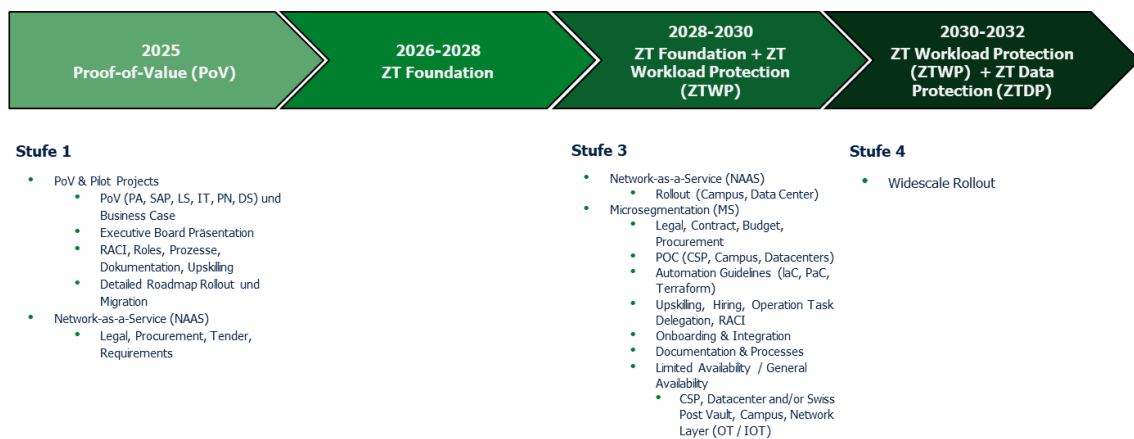 2025
Proof-of-Value (PoV)
2026-2028
ZT Foundation
2028-2030
ZT Foundation + ZT
Workload Protection
(ZTWP)
2030-2032
ZT Workload Protection
(ZTWP) + ZT Data
Protection (ZTDP)
Stufe 1
• PoV & Pilot Projects
• PoV (PA, SAP, LS, IT, PN, DS) und
Business Case
• Executive Board Präsentation
• RACI, Roles, Prozesse,
Dokumentation, Upskilling
• Detailed Roadmap Rollout und
Migration
• Network-as-a-Service (NAAS)
• Legal, Procurement, Tender,
Requirements
Stufe 3
• Network-as-a-Service (NAAS)
• Rollout (Campus, Data Center)
• Microsegmentation (MS)
• Legal, Contract, Budget,
Procurement
• POC (CSP, Campus, Datacenters)
• Automation Guidelines (IaC, PaC,
Terraform)
• Upskiling, Hiring, Operation Task
Delegation, RACI
• Onboarding & Integration
• Documentation & Processes
• Limited Availability / General
Availability
• CSP, Datacenter and/or Swiss
Post Vault, Campus, Network
Layer (OT / IOT)
Stufe 4
• Widescale Rollout